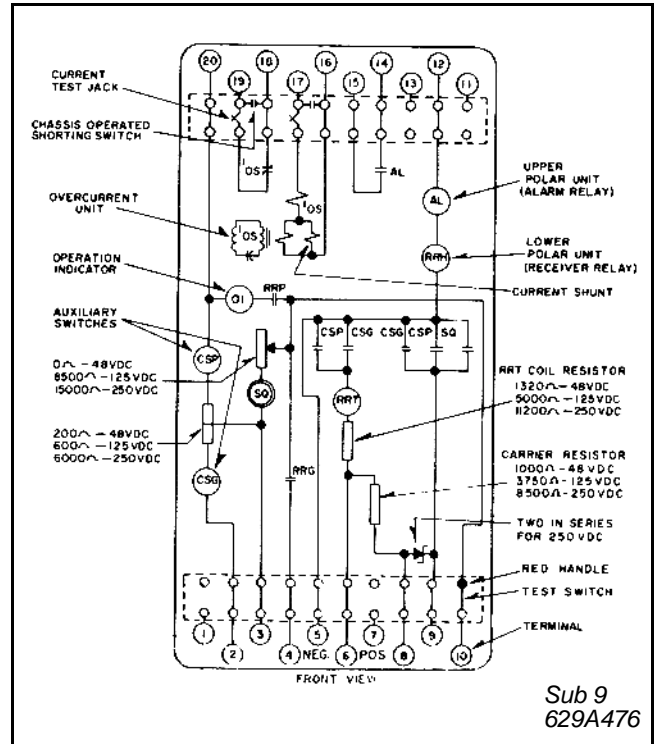 20 19 18 17 16 15 14 13 12 11
CURRENT
TEST JACK
CHASSIS OPERATED
SHORTING SWITCH
IOS
IOS
AL
OVERCURRENT
UNIT
IOS
AL
UPPER
POLAR UNIT
(ALARM RELAY)
OPERATION
INDICATOR
OI
RRP
RRH
LOWER
POLAR UNIT
(RECEIVER RELAY)
CURRENT SHUNT
AUXILIARY
SWITCHES
CSP
CSP CSG CSG CSP SQ
0Ω - 48VDC
8500Ω - 125VDC
15000Ω - 250VDC
SQ
RRT
RRT COIL RESISTOR
1320Ω - 48VDC
5000Ω - 125VDC
11200Ω - 250VDC
200Ω - 48VDC
600Ω - 125VDC
6000Ω - 250VDC
CSG
RRG
CARRIER RESISTOR
1000Ω - 48VDC
3750Ω - 125VDC
8500Ω - 250VDC
TWO IN SERIES
FOR 250VDC
RED HANDLE
TEST SWITCH
TERMINAL
1 2 3 4 NEG. 5 6 POS 7 8 9 10
FRONT VIEW
Sub 9
629A476